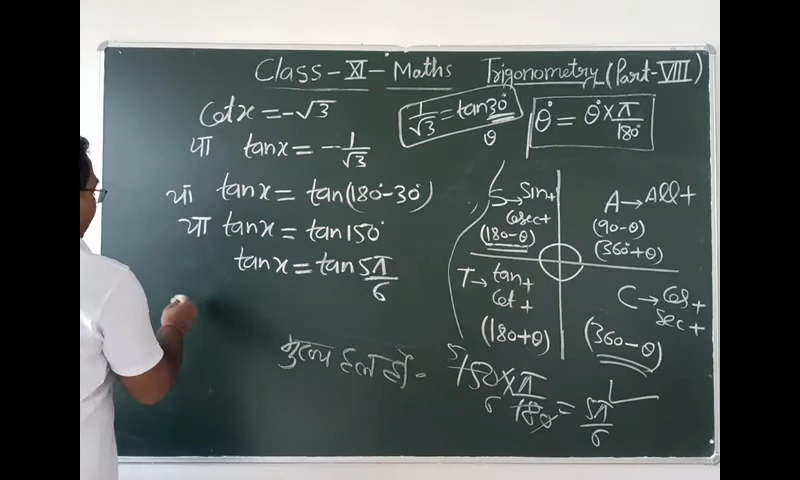 Class - XI - Maths Trigonometry (Part-VIII)
Cot x = -√3
या tan x = - 1/√3
या tan x = tan(180° - 30°)
या tan x = tan 150°
tan x = tan 5π/6
1/√3 = tan 30°
θ
θ° = θ° × π/180°
S → Sin+
Cosec+
(180-θ)
A → All+
(90-θ)
(360°+θ)
T → tan+
Cot+
(180+θ)
C → Cos+
Sec+
(360-θ)
मुख्य हल हो -
5
150 × π/180 = 5π/6
6